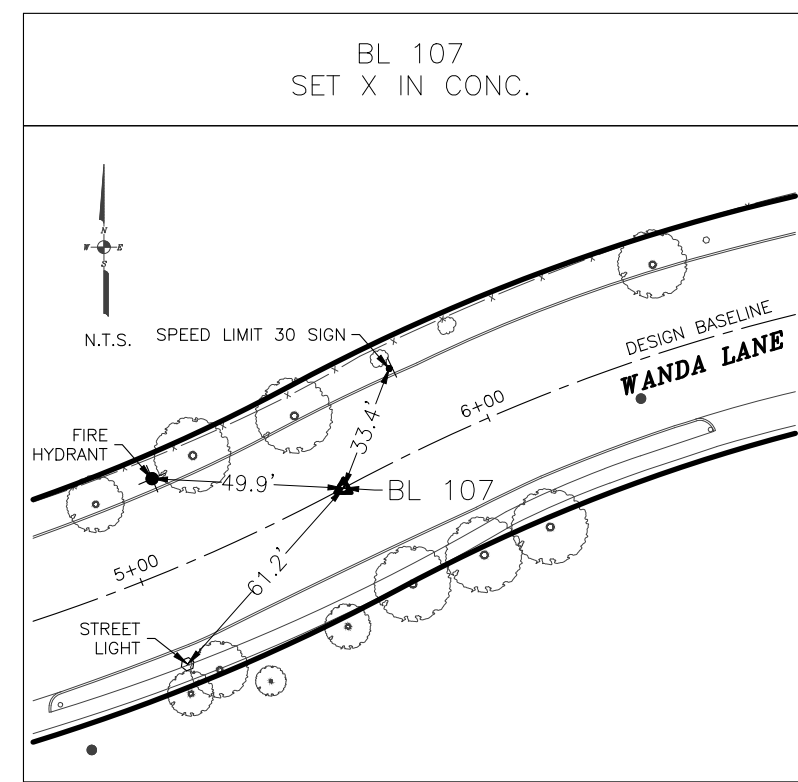 BL 107
SET X IN CONC.
N
W E
S
N.T.S.
SPEED LIMIT 30 SIGN
DESIGN BASELINE
WANDA LANE
6+00
FIRE
HYDRANT
33.4'
49.9'
BL 107
5+00
61.2'
STREET
LIGHT